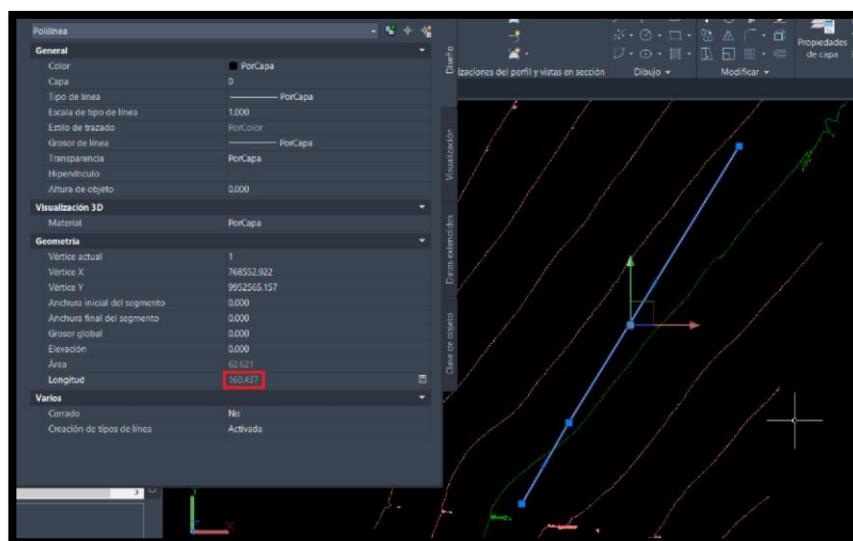 Polilínea
General
Color PorCapa
Capa 0
Tipo de línea PorCapa
Escala de tipo de línea 1.000
Estilo de trazado PorColor
Grosor de línea PorCapa
Transparencia PorCapa
Hipervínculo
Altura de objeto 0.000
Visualización 3D
Material PorCapa
Geometría
Vértice actual 1
Vértice X 768552.922
Vértice Y 9952565.157
Anchura inicial del segmento 0.000
Anchura final del segmento 0.000
Grosor global 0.000
Elevación 0.000
Área 62.621
Longitud 160.437
Varios
Cerrado No
Creación de tipos de línea Activada
Diseño
Visualización
Datos extendidos
Clase de objeto
izaciones del perfil y vistas en sección
Dibujo
Modificar
Propiedades
de capa
X